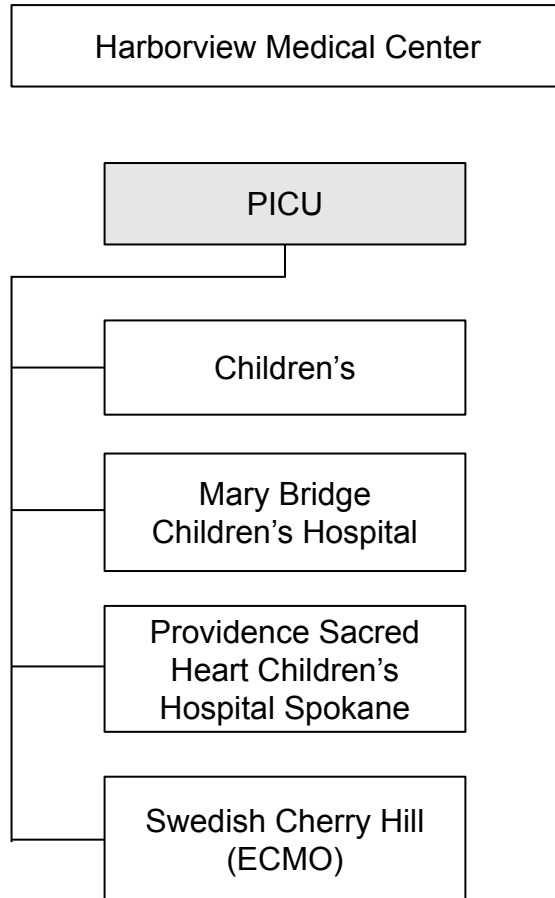 Harborview Medical Center
PICU
Children’s
Mary Bridge
Children’s Hospital
Providence Sacred
Heart Children’s
Hospital Spokane
Swedish Cherry Hill
(ECMO)